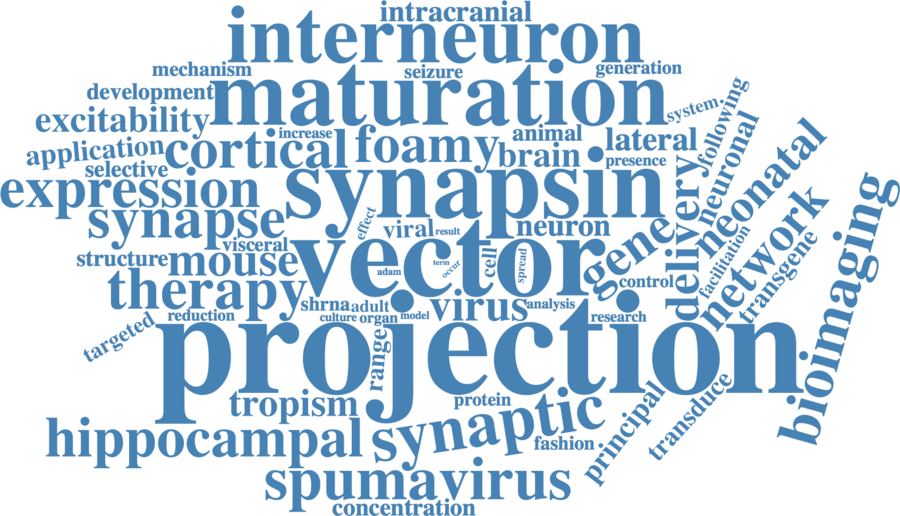 intracranial
interneuron
mechanism
seizure
generation
development
maturation
system
following
excitability
increase
animal
lateral
neuronal
application
cortical
foamy
brain
presence
neonatal
selective
expression
synapsin
delivery
synapse
effect
viral
result
neuron
gene
network
visceral
structure
mouse
vector
adam
term
occur
cell
spread
control
facilitation
transgene
bioimaging
therapy
shrna
adult
virus
analysis
targeted
reduction
culture
organ
model
research
projection
range
tropism
protein
principal
transduce
hippocampal
synaptic
fashion
spumavirus
concentration